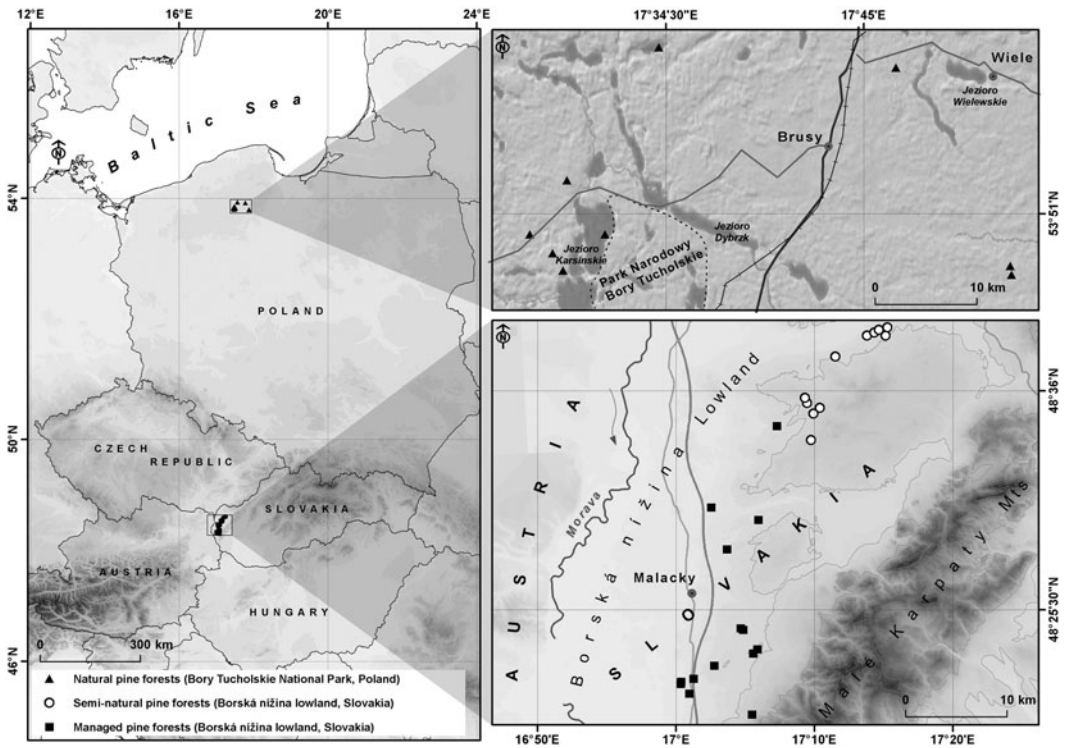 12°E
16°E
20°E
24°E
54°N
50°N
46°N
Baltic Sea
POLAND
CZECH
REPUBLIC
SLOVAKIA
AUSTRIA
HUNGARY
0
300 km
Natural pine forests (Bory Tucholskie National Park, Poland)
Semi-natural pine forests (Borská nížina lowland, Slovakia)
Managed pine forests (Borská nížina lowland, Slovakia)
17°34'30"E
17°45'E
53°51'N
Wiele
Jezioro
Wielewskie
Brusy
Jezioro
Dybrzk
Jezioro
Karsińskie
Park Narodowy
Bory Tucholskie
0
10 km
48°36'N
48°25'30"N
16°50'E
17°E
17°10'E
17°20'E
AUSTRIA
Morava
Borská nížina Lowland
SLOVAKIA
Malacky
Malé Karpaty Mts
0
10 km